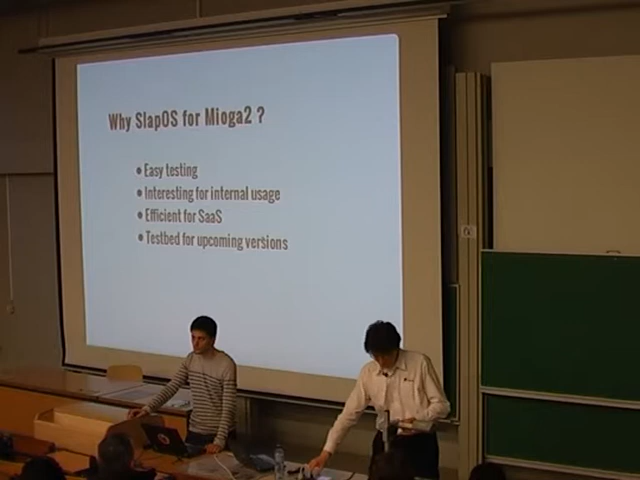 Why SlapOS for Mioga2 ?
• Easy testing
• Interesting for internal usage
• Efficient for SaaS
• Testbed for upcoming versions